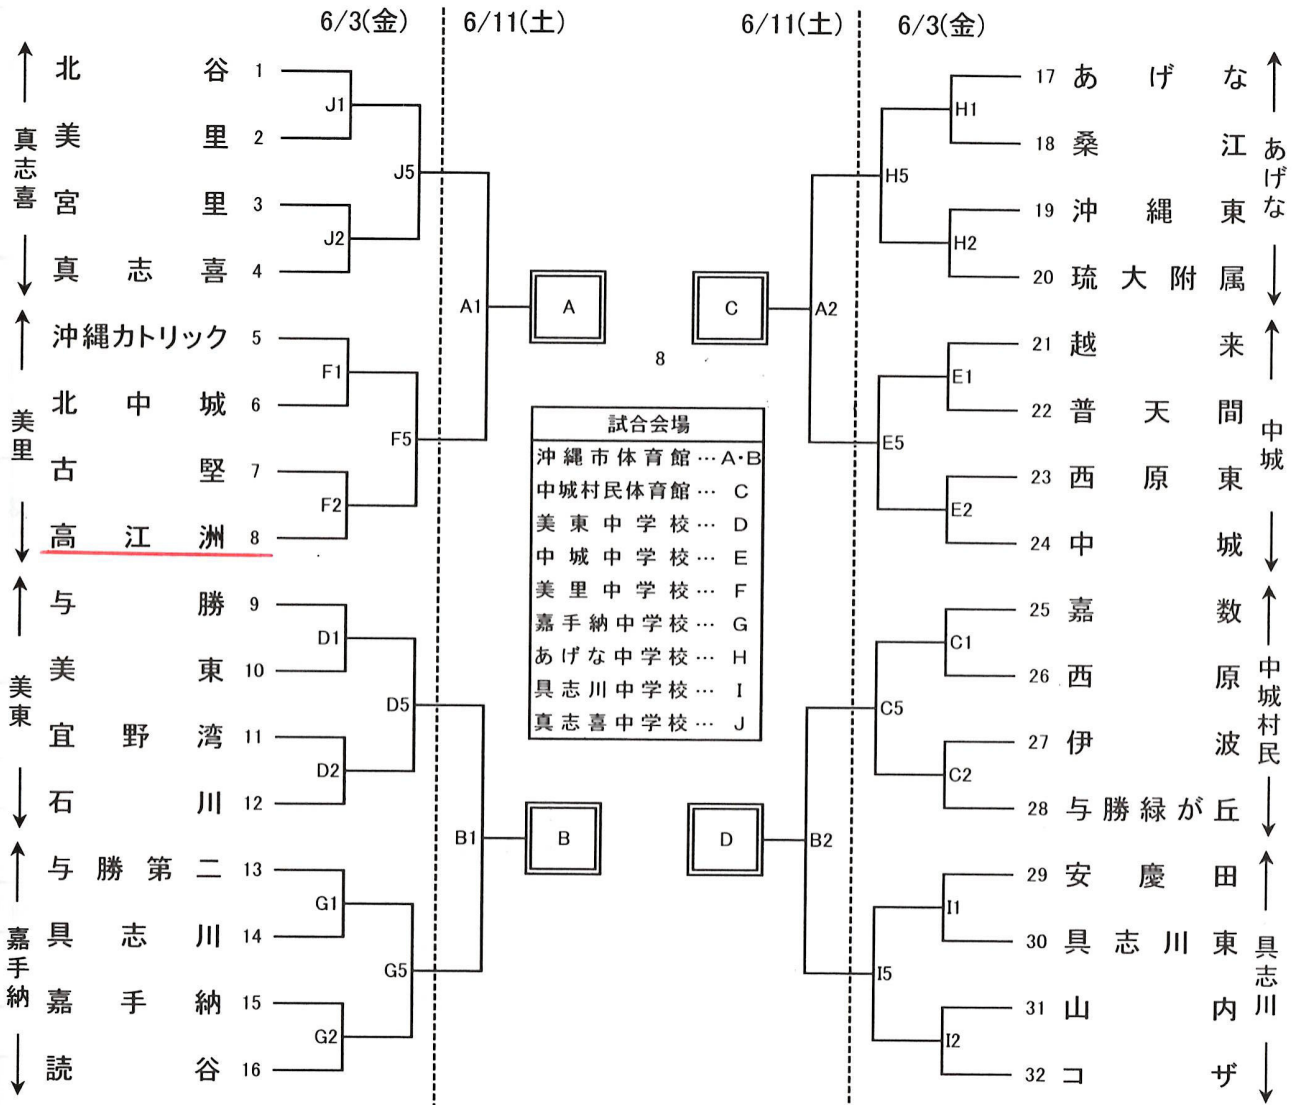 6/3(金) 6/11(土) 6/11(土) 6/3(金)
真志喜
北谷 1
美里 2
宮里 3
真志喜 4
J1
J2
J5
美里
沖縄カトリック 5
北中城 6
古堅 7
高江洲 8
F1
F2
F5
A1
A
美東
与勝 9
美東 10
宜野湾 11
石川 12
D1
D2
D5
嘉手納
与勝第二 13
具志川 14
嘉手納 15
読谷 16
G1
G2
G5
B1
B
8
試合会場
沖縄市体育館…A・B
中城村民体育館… C
美東中学校… D
中城中学校… E
美里中学校… F
嘉手納中学校… G
あげな中学校… H
具志川中学校… I
真志喜中学校… J
C
A2
H5
H1
H2
17 あげな
18 桑江
19 沖縄東
20 琉大附属
あげな
E5
E1
E2
21 越来
22 普天間
23 西原東
24 中城
中城
D
B2
C5
C1
C2
25 嘉数
26 西原
27 伊波
28 与勝緑が丘
中城村民
I5
I1
I2
29 安慶田
30 具志川東
31 山内
32 コザ
具志川